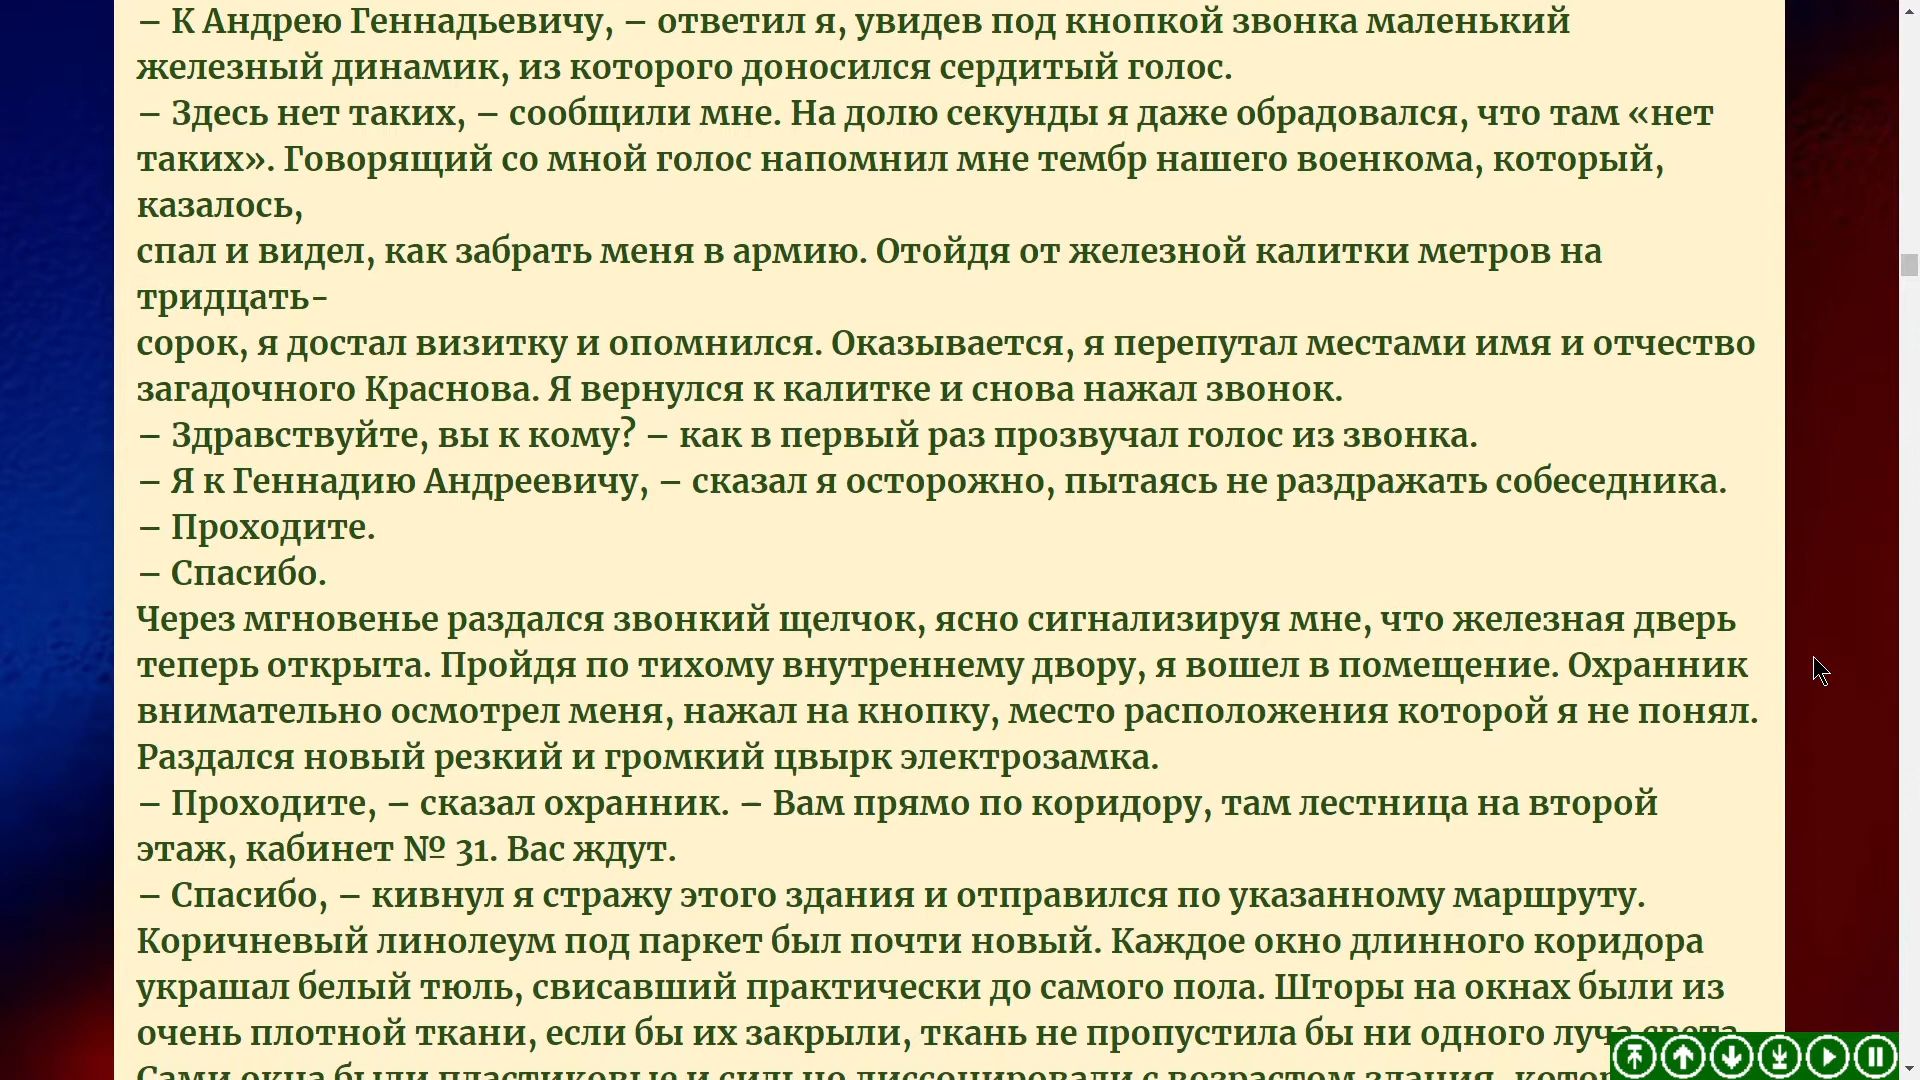 – К Андрею Геннадьевичу, – ответил я, увидев под кнопкой звонка маленький
железный динамик, из которого доносился сердитый голос.
– Здесь нет таких, – сообщили мне. На долю секунды я даже обрадовался, что там «нет
таких». Говорящий со мной голос напомнил мне тембр нашего военкома, который,
казалось,
спал и видел, как забрать меня в армию. Отойдя от железной калитки метров на
тридцать-
сорок, я достал визитку и опомнился. Оказывается, я перепутал местами имя и отчество
загадочного Краснова. Я вернулся к калитке и снова нажал звонок.
– Здравствуйте, вы к кому? – как в первый раз прозвучал голос из звонка.
– Я к Геннадию Андреевичу, – сказал я осторожно, пытаясь не раздражать собеседника.
– Проходите.
– Спасибо.
Через мгновенье раздался звонкий щелчок, ясно сигнализируя мне, что железная дверь
теперь открыта. Пройдя по тихому внутреннему двору, я вошел в помещение. Охранник
внимательно осмотрел меня, нажал на кнопку, место расположения которой я не понял.
Раздался новый резкий и громкий цвырк электрозамка.
– Проходите, – сказал охранник. – Вам прямо по коридору, там лестница на второй
этаж, кабинет № 31. Вас ждут.
– Спасибо, – кивнул я стражу этого здания и отправился по указанному маршруту.
Коричневый линолеум под паркет был почти новый. Каждое окно длинного коридора
украшал белый тюль, свисавший практически до самого пола. Шторы на окнах были из
очень плотной ткани, если бы их закрыли, ткань не пропустила бы ни одного луча света.
Сами окна были пластиковые и сильно диссонировали с возрастом здания,